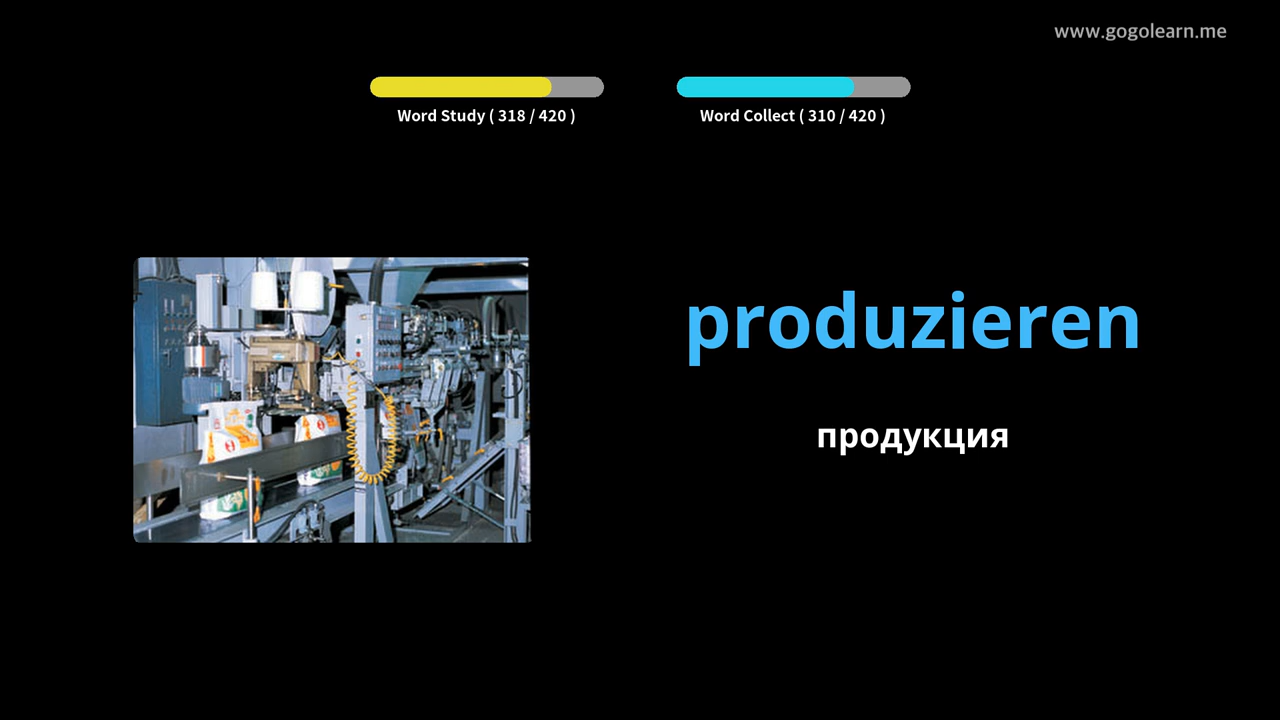 www.gogolearn.me
Word Study ( 318 / 420 )
Word Collect ( 310 / 420 )
produzieren
продукция